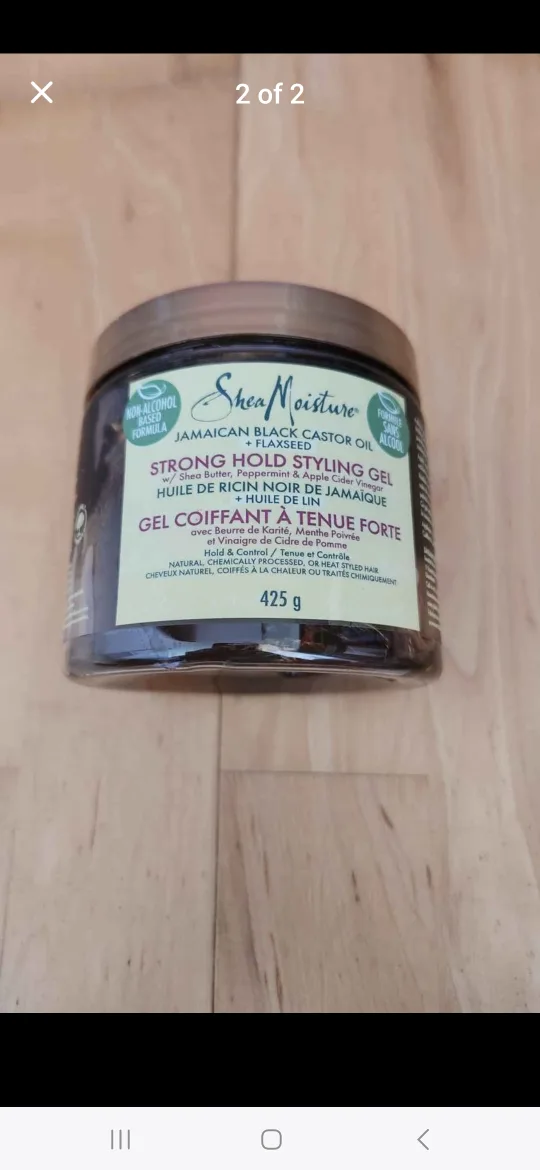 2 of 2
NON-ALCOHOL
BASED
FORMULA
SheaMoisture
FORMULE
SANS
ALCOOL
JAMAICAN BLACK CASTOR OIL
+ FLAXSEED
STRONG HOLD STYLING GEL
w/ Shea Butter, Peppermint & Apple Cider Vinegar
HUILE DE RICIN NOIR DE JAMAÏQUE
+ HUILE DE LIN
GEL COIFFANT À TENUE FORTE
avec Beurre de Karité, Menthe Poivrée
et Vinaigre de Cidre de Pomme
Hold & Control / Tenue et Contrôle
NATURAL, CHEMICALLY PROCESSED, OR HEAT STYLED HAIR
CHEVEUX NATUREL, COIFFÉS À LA CHALEUR OU TRAITÉS CHIMIQUEMENT
425 g